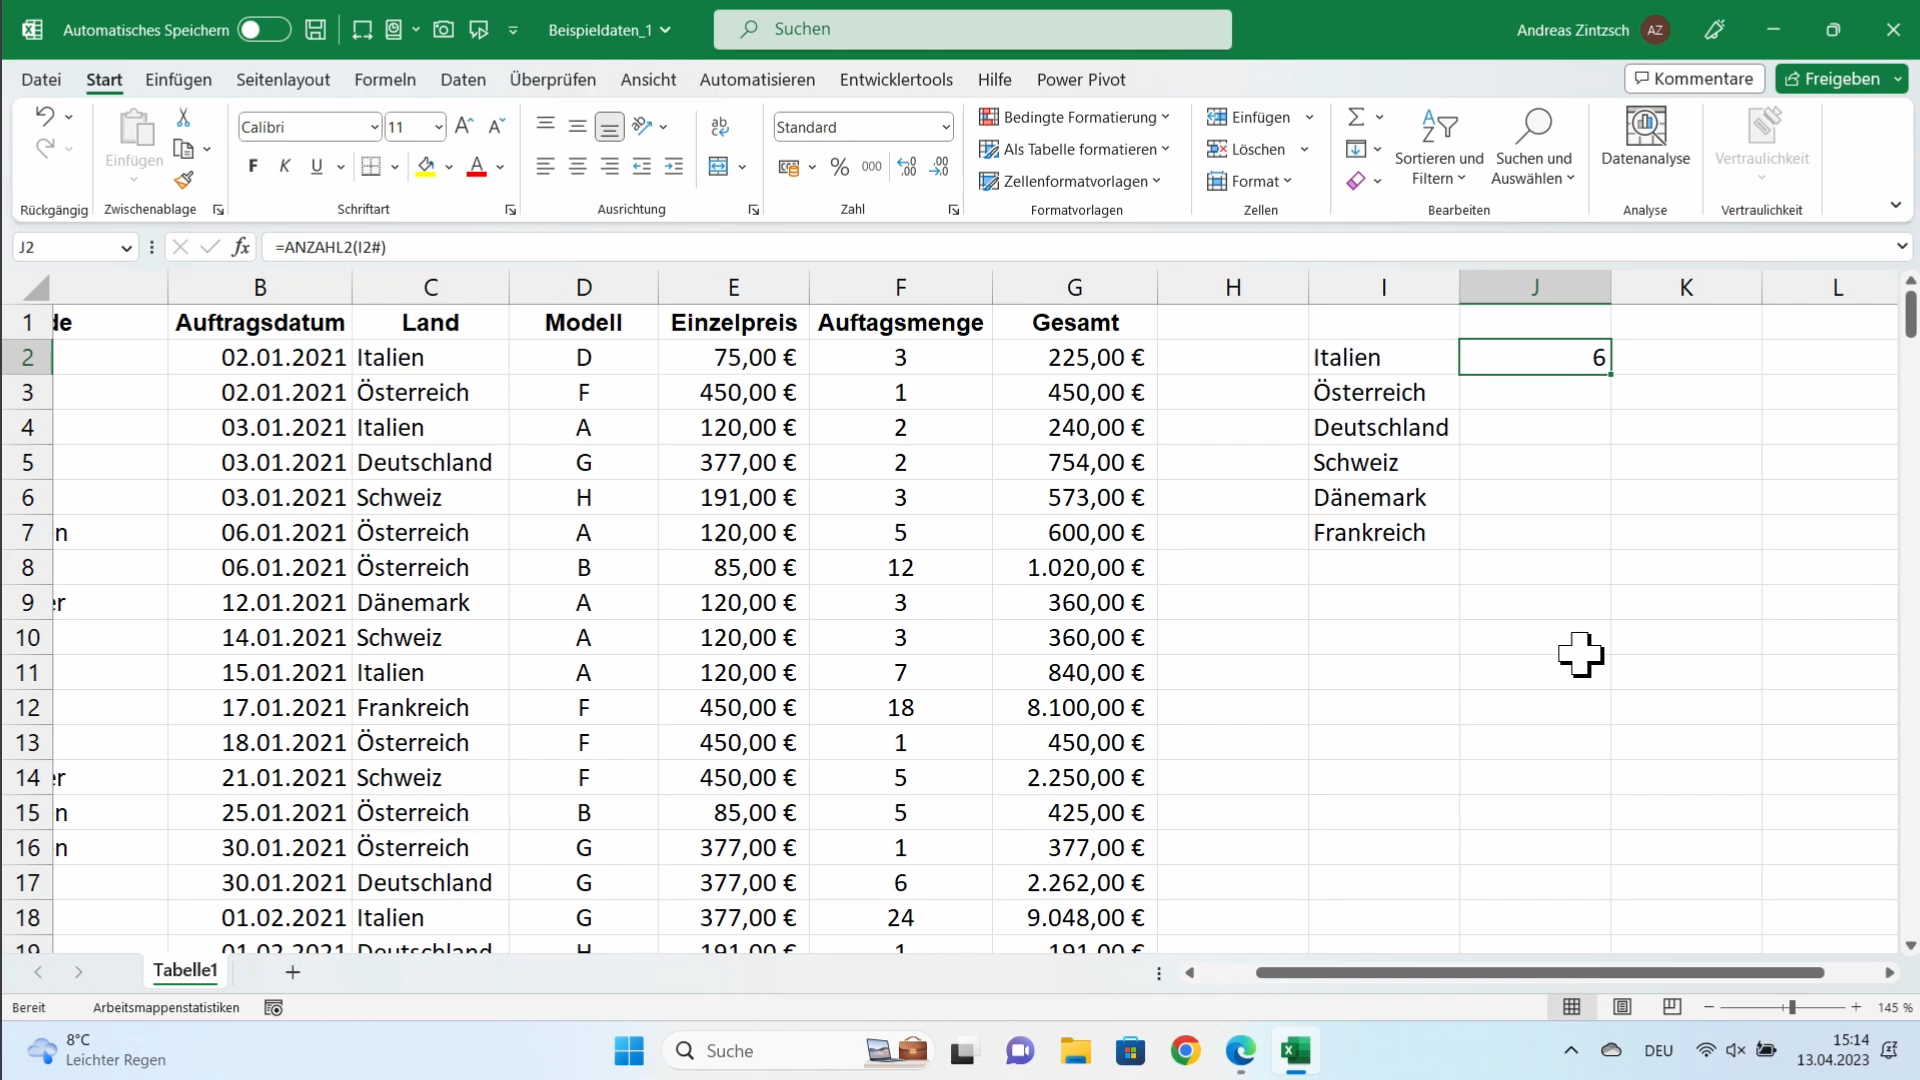 Automatisches Speichern
Beispieldaten_1
Suchen
Andreas Zintzsch
AZ
Datei Start Einfügen Seitenlayout Formeln Daten Überprüfen Ansicht Automatisieren Entwicklertools Hilfe Power Pivot
Kommentare
Freigeben
Einfügen
Calibri 11
F K U
Standard
% 000
Bedingte Formatierung
Als Tabelle formatieren
Zellenformatvorlagen
Einfügen
Löschen
Format
Sortieren und Filtern
Suchen und Auswählen
Datenanalyse
Vertraulichkeit
Rückgängig Zwischenablage Schriftart Ausrichtung Zahl Formatvorlagen Zellen Bearbeiten Analyse Vertraulichkeit
J2 fx =ANZAHL2(I2#)
B C D E F G H I J K L
1 de Auftragsdatum Land Modell Einzelpreis Auftagsmenge Gesamt
2 02.01.2021 Italien D 75,00 € 3 225,00 € Italien 6
3 02.01.2021 Österreich F 450,00 € 1 450,00 € Österreich
4 03.01.2021 Italien A 120,00 € 2 240,00 € Deutschland
5 03.01.2021 Deutschland G 377,00 € 2 754,00 € Schweiz
6 03.01.2021 Schweiz H 191,00 € 3 573,00 € Dänemark
7 n 06.01.2021 Österreich A 120,00 € 5 600,00 € Frankreich
8 06.01.2021 Österreich B 85,00 € 12 1.020,00 €
9 er 12.01.2021 Dänemark A 120,00 € 3 360,00 €
10 14.01.2021 Schweiz A 120,00 € 3 360,00 €
11 15.01.2021 Italien A 120,00 € 7 840,00 €
12 17.01.2021 Frankreich F 450,00 € 18 8.100,00 €
13 18.01.2021 Österreich F 450,00 € 1 450,00 €
14 er 21.01.2021 Schweiz F 450,00 € 5 2.250,00 €
15 n 25.01.2021 Österreich B 85,00 € 5 425,00 €
16 n 30.01.2021 Österreich G 377,00 € 1 377,00 €
17 30.01.2021 Deutschland G 377,00 € 6 2.262,00 €
18 01.02.2021 Italien G 377,00 € 24 9.048,00 €
19 01.02.2021 Deutschland H 191,00 € 1 191,00 €
Tabelle1
Bereit Arbeitsmappenstatistiken 145 %
8°C
Leichter Regen
Suche
DEU
15:14
13.04.2023